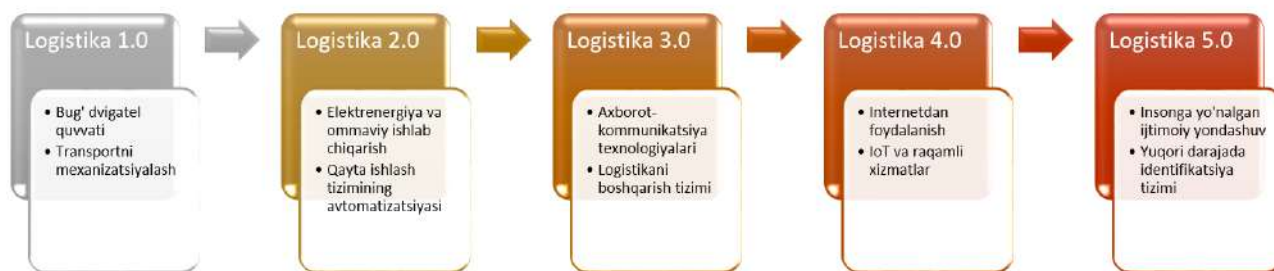 Logistika 1.0
• Bug' dvigatel
quvvati
• Transportni
mexanizatsiyalash
Logistika 2.0
• Elektrenergiya va
ommaviy ishlab
chiqarish
• Qayta ishlash
tizimining
avtomatizatsiyasi
Logistika 3.0
• Axborot-
kommunikatsiya
texnologiyalari
• Logistikani
boshqarish tizimi
Logistika 4.0
• Internetdan
foydalanish
• IoT va raqamli
xizmatlar
Logistika 5.0
• Insonga yo'nalgan
ijtimoiy yondashuv
• Yuqori darajada
identifikatsiya
tizimi